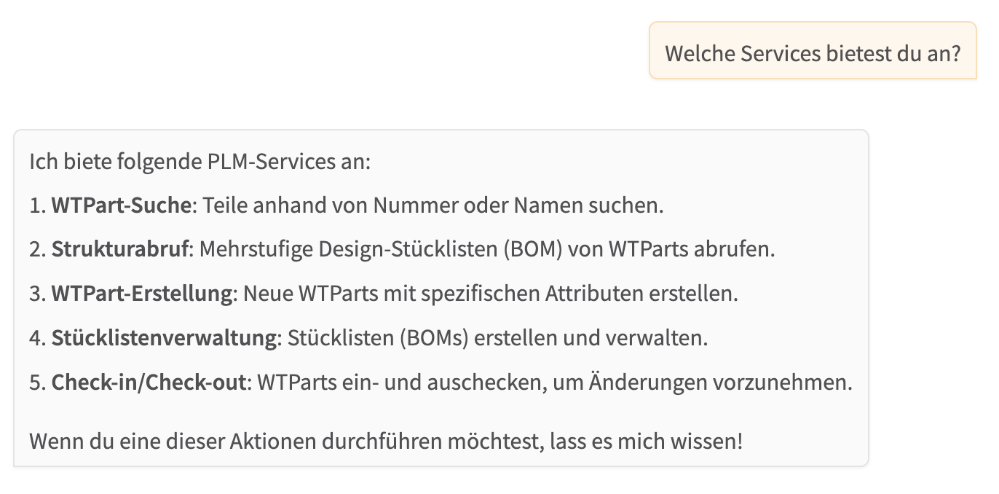 Welche Services bietest du an?
Ich biete folgende PLM-Services an:
1. WTPart-Suche: Teile anhand von Nummer oder Namen suchen.
2. Strukturabruf: Mehrstufige Design-Stücklisten (BOM) von WTParts abrufen.
3. WTPart-Erstellung: Neue WTParts mit spezifischen Attributen erstellen.
4. Stücklistenverwaltung: Stücklisten (BOMs) erstellen und verwalten.
5. Check-in/Check-out: WTParts ein- und auschecken, um Änderungen vorzunehmen.
Wenn du eine dieser Aktionen durchführen möchtest, lass es mich wissen!